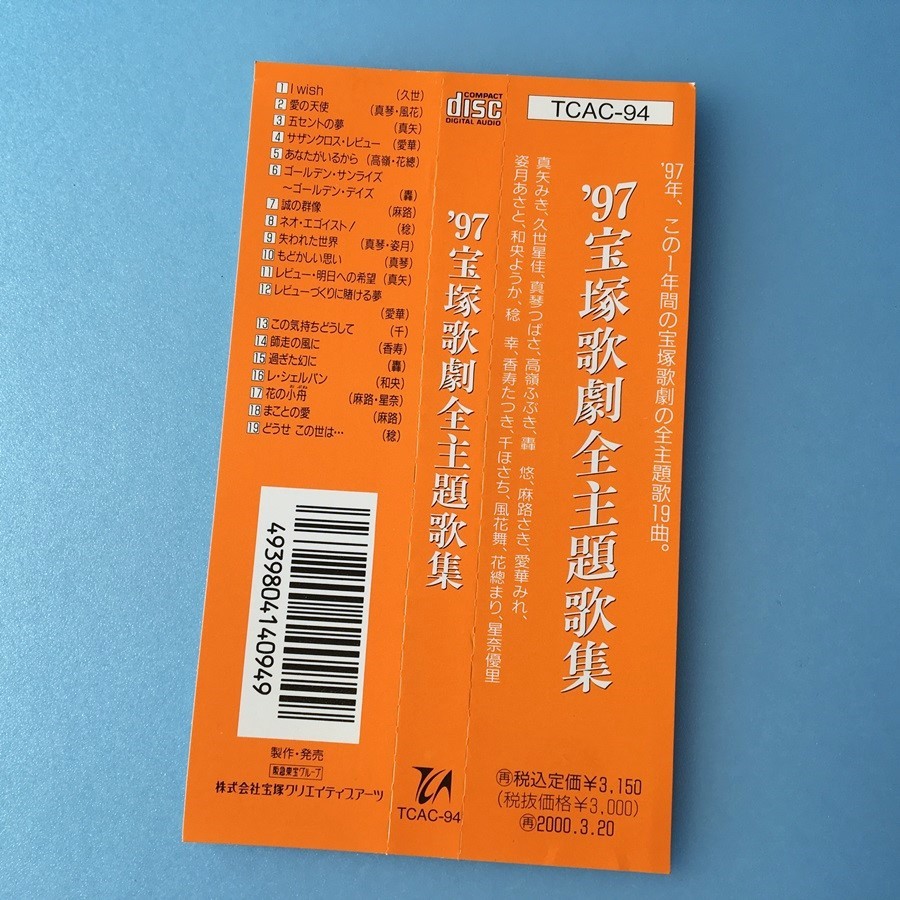 1 I wish (久世)
2 愛の天使 (真琴・風花)
3 五セントの夢 (真矢)
4 サザンクロス・レビュー (愛華)
5 あなたがいるから (高嶺・花總)
6 ゴールデン・サンライズ
〜ゴールデン・デイズ (轟)
7 誠の群像 (麻路)
8 ネオ・エゴイスト! (稔)
9 失われた世界 (真琴・姿月)
10 もどかしい思い (真琴)
11 レビュー・明日への希望 (真矢)
12 レビューづくりに賭ける夢
(愛華)
13 この気持ちどうして (千)
14 師走の風に (香寿)
15 過ぎた幻に (轟)
16 レ・シェルバン (和央)
17 花の小舟 (麻路・星奈)
18 まことの愛 (麻路)
19 どうせ この世は… (稔)
4939804140949
製作・発売
阪急東宝グループ
株式会社宝塚クリエイティブアーツ
COMPACT
disc
DIGITAL AUDIO
'97宝塚歌劇全主題歌集
TCAC-94
TCAC-94
'97年、この1年間の宝塚歌劇の全主題歌19曲。
'97宝塚歌劇全主題歌集
真矢みき、久世星佳、真琴つばさ、高嶺ふぶき、轟 悠、麻路さき、愛華みれ、
姿月あさと、和央ようか、稔 幸、香寿たつき、千ほさち、風花舞、花總まり、星奈優里
再税込定価¥3,150
(税抜価格¥3,000)
再2000.3.20